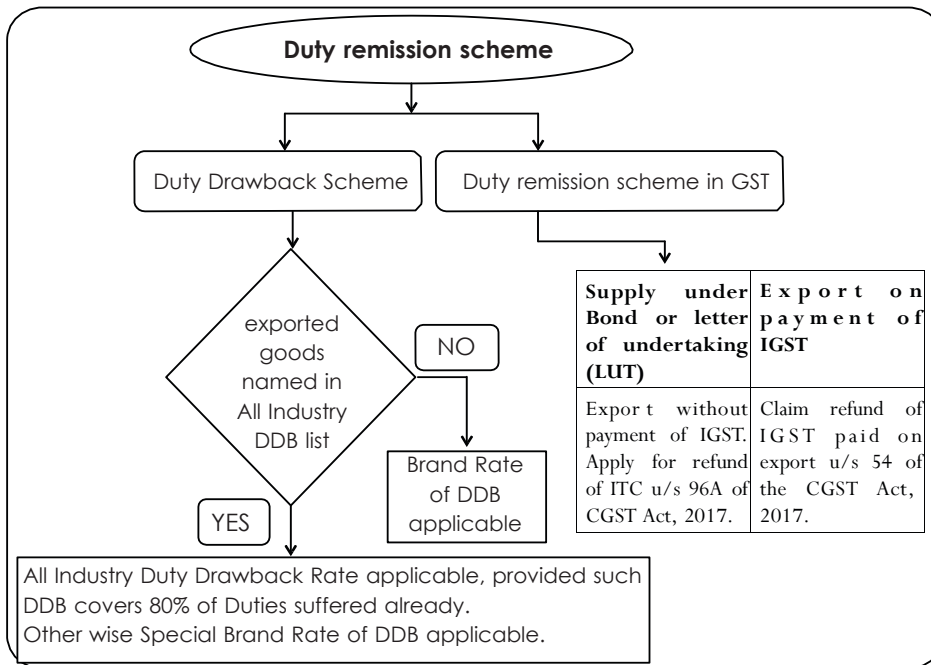 Duty remission scheme
Duty Drawback Scheme
Duty remission scheme in GST
exported
goods
named in
All Industry
DDB list
NO
YES
Brand Rate
of DDB
applicable
Supply under
Bond or letter
of undertaking
(LUT)
Export on
payment of
IGST
Export without
payment of IGST.
Apply for refund
of ITC u/s 96A of
CGST Act, 2017.
Claim refund of
IGST paid on
export u/s 54 of
the CGST Act,
2017.
All Industry Duty Drawback Rate applicable, provided such
DDB covers 80% of Duties suffered already.
Other wise Special Brand Rate of DDB applicable.